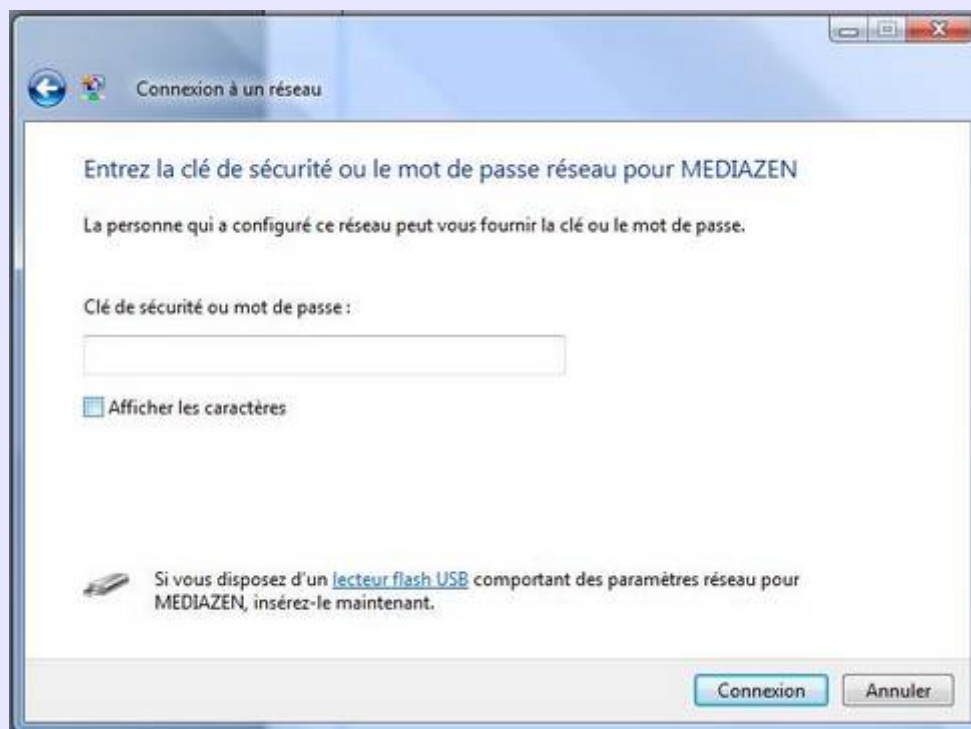 Connexion à un réseau
Entrez la clé de sécurité ou le mot de passe réseau pour MEDIAZEN
La personne qui a configuré ce réseau peut vous fournir la clé ou le mot de passe.
Clé de sécurité ou mot de passe :
Afficher les caractères
Si vous disposez d'un lecteur flash USB comportant des paramètres réseau pour
MEDIAZEN, insérez-le maintenant.
Connexion
Annuler